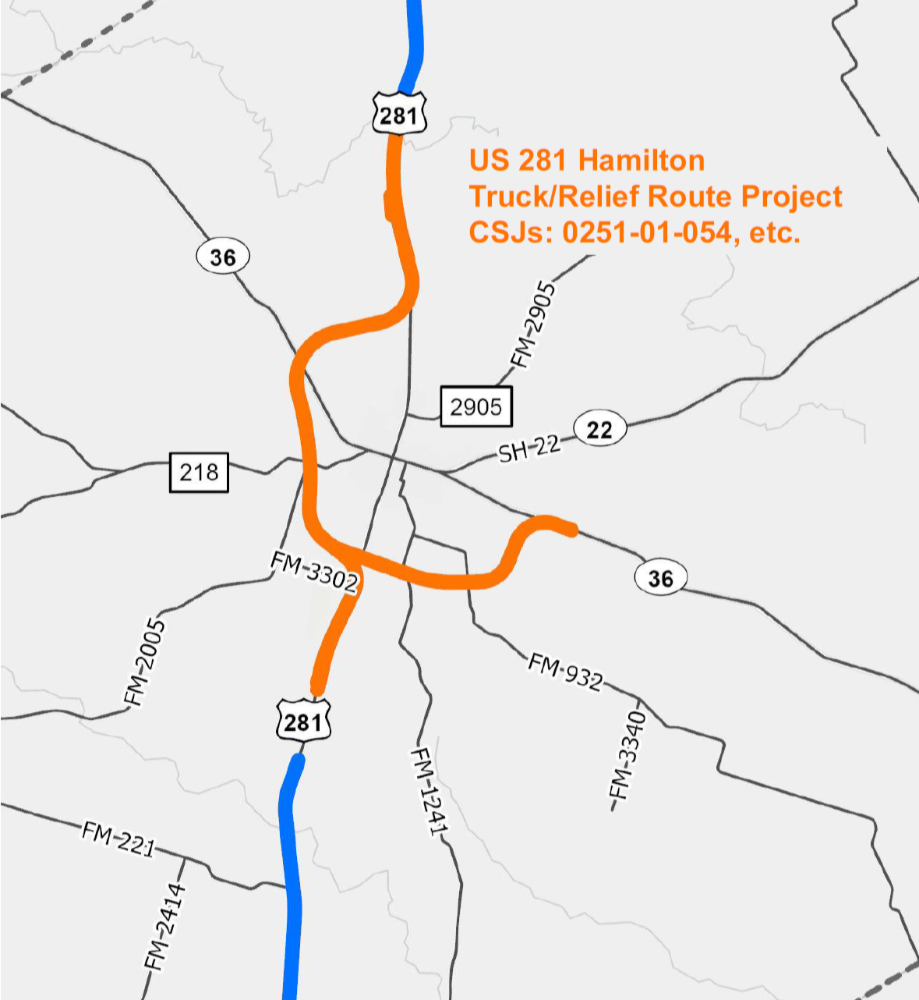 281
US 281 Hamilton
Truck/Relief Route Project
CSJs: 0251-01-054, etc.
36
FM-2905
2905
22
SH-22
218
FM-3302
36
FM-2005
FM-932
281
FM-3340
FM-1241
FM-221
FM-2414